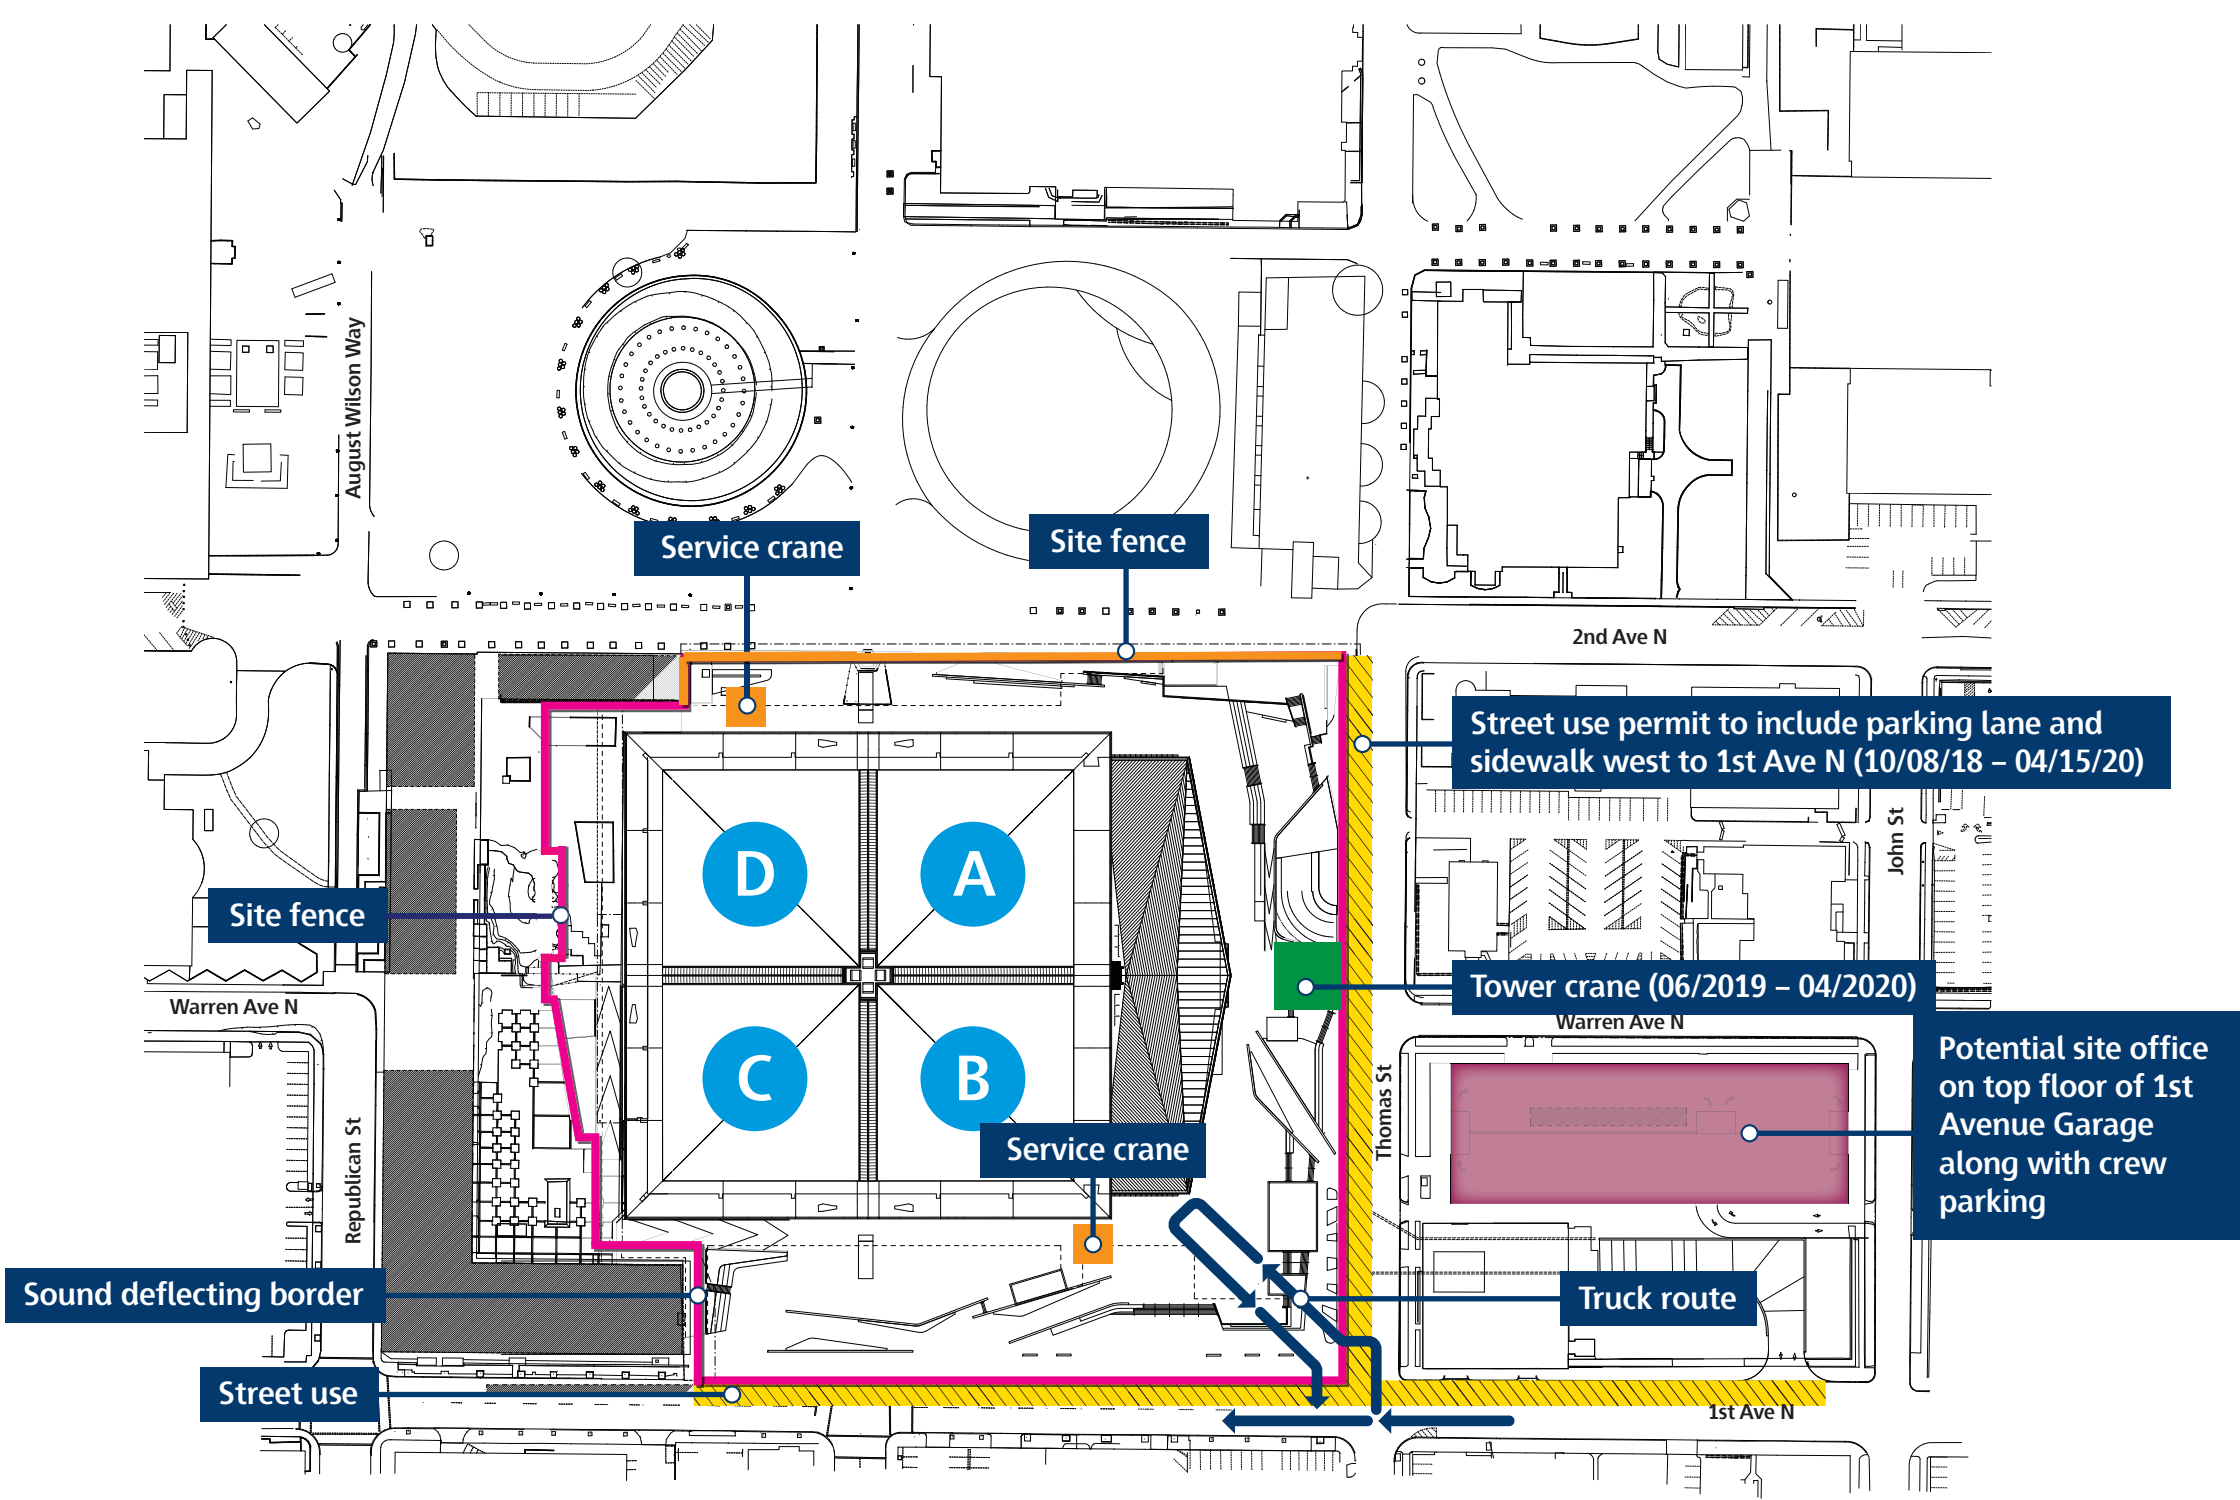 August Wilson Way
Service crane
Site fence
2nd Ave N
Street use permit to include parking lane and
sidewalk west to 1st Ave N (10/08/18 – 04/15/20)
John St
D
A
Site fence
Tower crane (06/2019 – 04/2020)
Warren Ave N
Warren Ave N
Potential site office
on top floor of 1st
Avenue Garage
along with crew
parking
C
B
Thomas St
Republican St
Service crane
Sound deflecting border
Truck route
Street use
1st Ave N